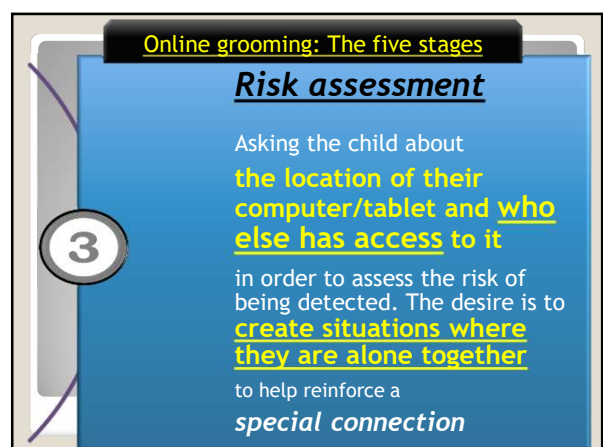 Online grooming: The five stages
Risk assessment
Asking the child about
the location of their
computer/tablet and who
else has access to it
3
in order to assess the risk of
being detected. The desire is to
create situations where
they are alone together
to help reinforce a
special connection